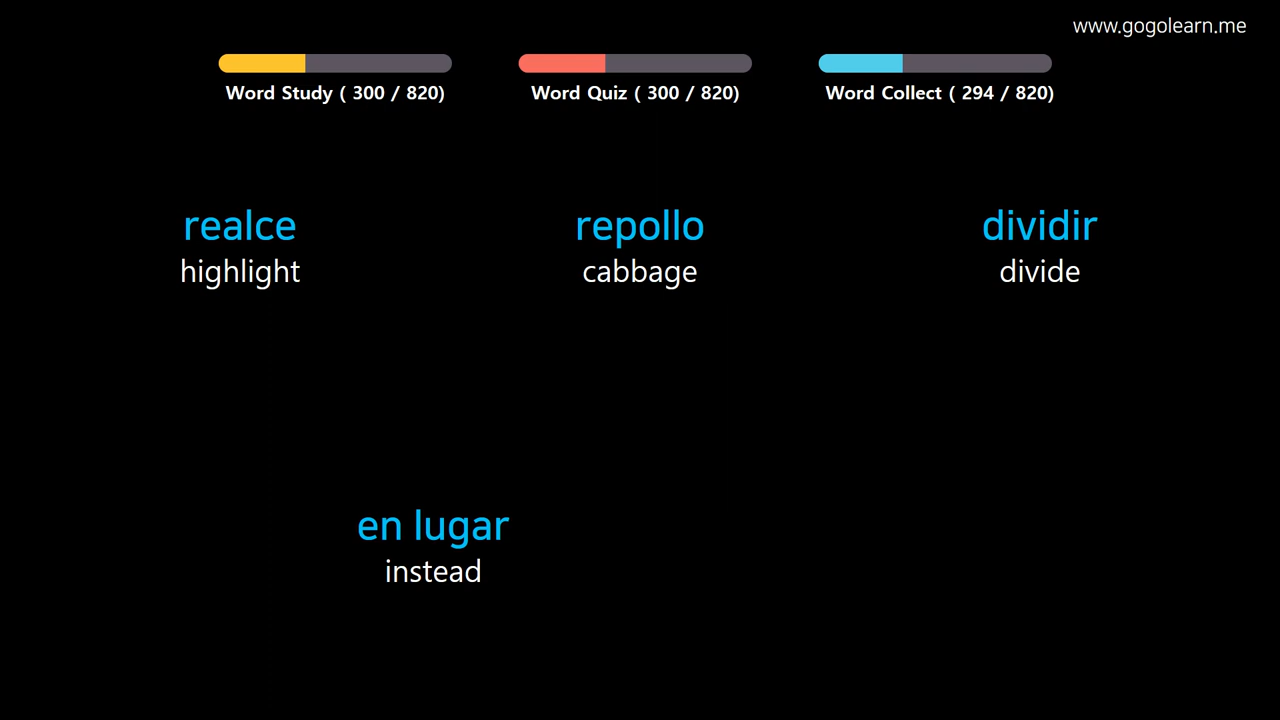 www.gogolearn.me
Word Study ( 300 / 820)
Word Quiz ( 300 / 820)
Word Collect ( 294 / 820)
realce
highlight
repollo
cabbage
dividir
divide
en lugar
instead